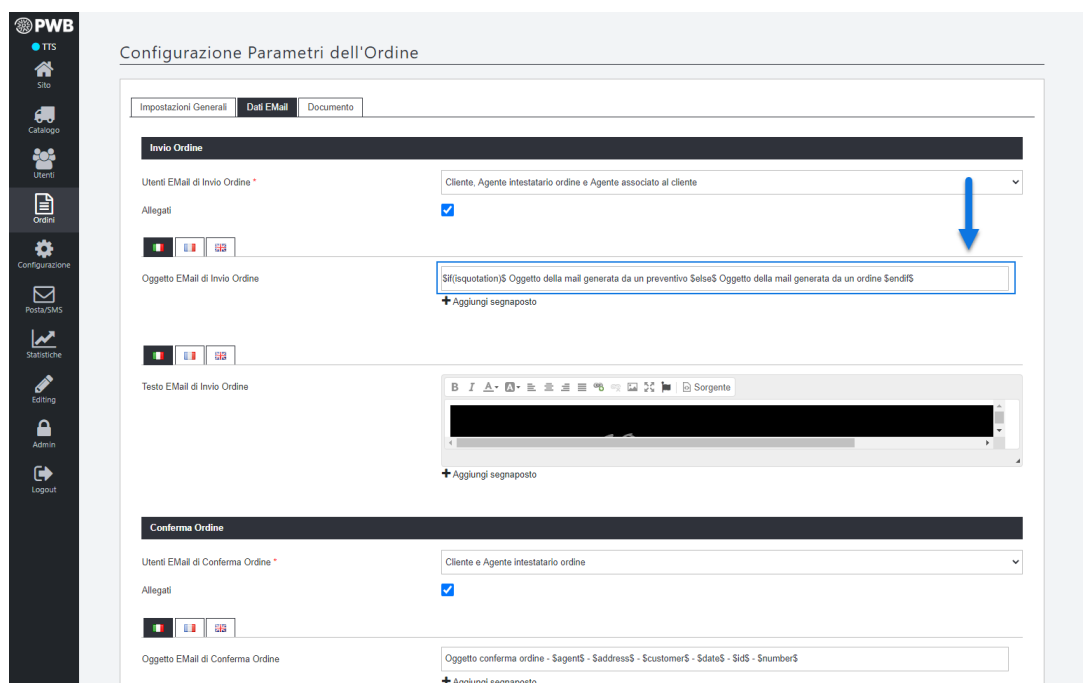 PWB
TTS
Sito
Catalogo
Utenti
Ordini
Configurazione
Posta/SMS
Statistiche
Editing
Admin
Logout
Configurazione Parametri dell'Ordine
Impostazioni Generali Dati EMail Documento
Invio Ordine
Utenti EMail di Invio Ordine * Cliente, Agente intestatario ordine e Agente associato al cliente
Allegati
Oggetto EMail di Invio Ordine $if(isquotation)$ Oggetto della mail generata da un preventivo $else$ Oggetto della mail generata da un ordine $endif$
Aggiungi segnaposto
Testo EMail di Invio Ordine
B I A A Sorgente
Aggiungi segnaposto
Conferma Ordine
Utenti EMail di Conferma Ordine * Cliente e Agente intestatario ordine
Allegati
Oggetto EMail di Conferma Ordine Oggetto conferma ordine - $agent$ - $address$ - $customer$ - $date$ - $id$ - $number$
Aggiungi segnaposto